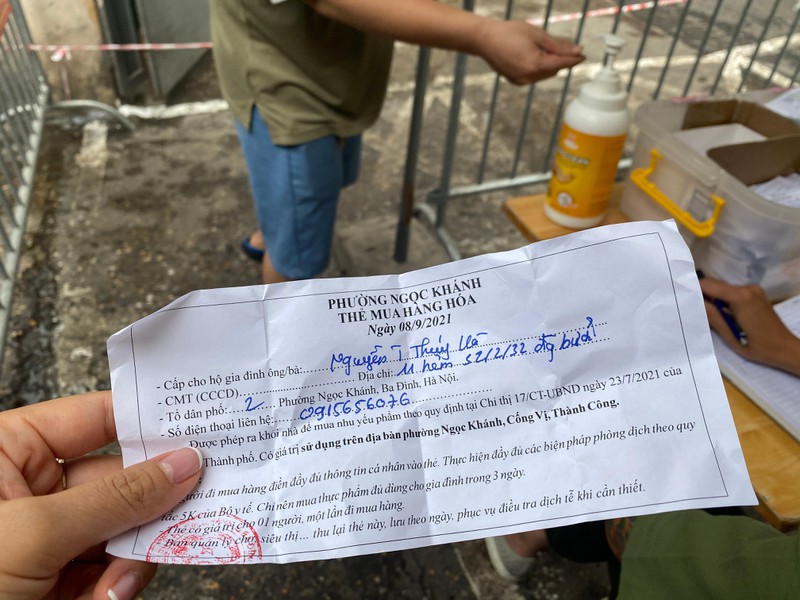 PHƯỜNG NGỌC KHÁNH
THẺ MUA HÀNG HÓA
Ngày 08/9/2021
- Cấp cho hộ gia đình ông/bà: Nguyễn T Thúy Hà
- CMT (CCCD) Địa chỉ: 11 hẻm 52/2/32
- Tổ dân phố: 2 Phường Ngọc Khánh, Ba Đình, Hà Nội.
- Số điện thoại liên hệ: 0915656076
Được phép ra khỏi nhà để mua nhu yếu phẩm theo quy định tại Chỉ thị 17/CT-UBND ngày 23/7/2021 của
Thành phố. Có giá trị sử dụng trên địa bàn phường Ngọc Khánh, Cống Vị, Thành Công.
đi mua hàng điền đầy đủ thông tin cá nhân vào thẻ. Thực hiện đầy đủ các biện pháp phòng dịch theo quy
tắc 5K của Bộ y tế. Chỉ nên mua thực phẩm đủ dùng cho gia đình trong 3 ngày.
Thẻ có giá trị cho 01 người, một lần đi mua hàng.
Ban quản lý chợ, siêu thị… thu lại thẻ này, lưu theo ngày, phục vụ điều tra dịch tễ khi cần thiết.